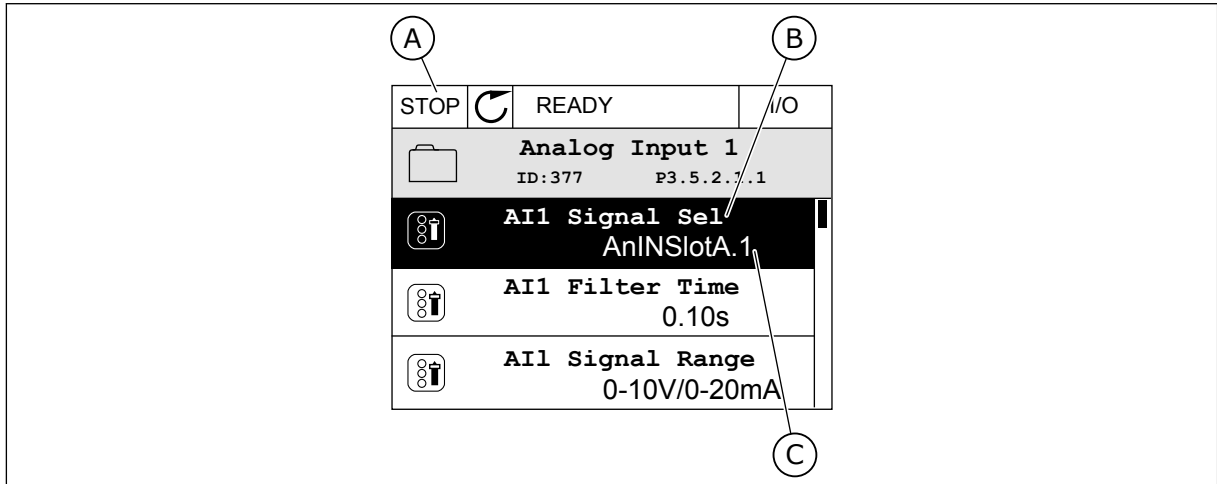 A
B
STOP READY I/O
Analog Input 1
ID:377 P3.5.2.1.1
AI1 Signal Sel
AnINSlotA.1
AI1 Filter Time
0.10s
AIl Signal Range
0-10V/0-20mA
C